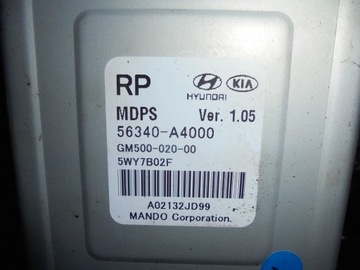 RP HYUNDAI KIA
MDPS Ver. 1.05
56340-A4000
GM500-020-00
5WY7B02F
A02132JD99
MANDO Corporation.